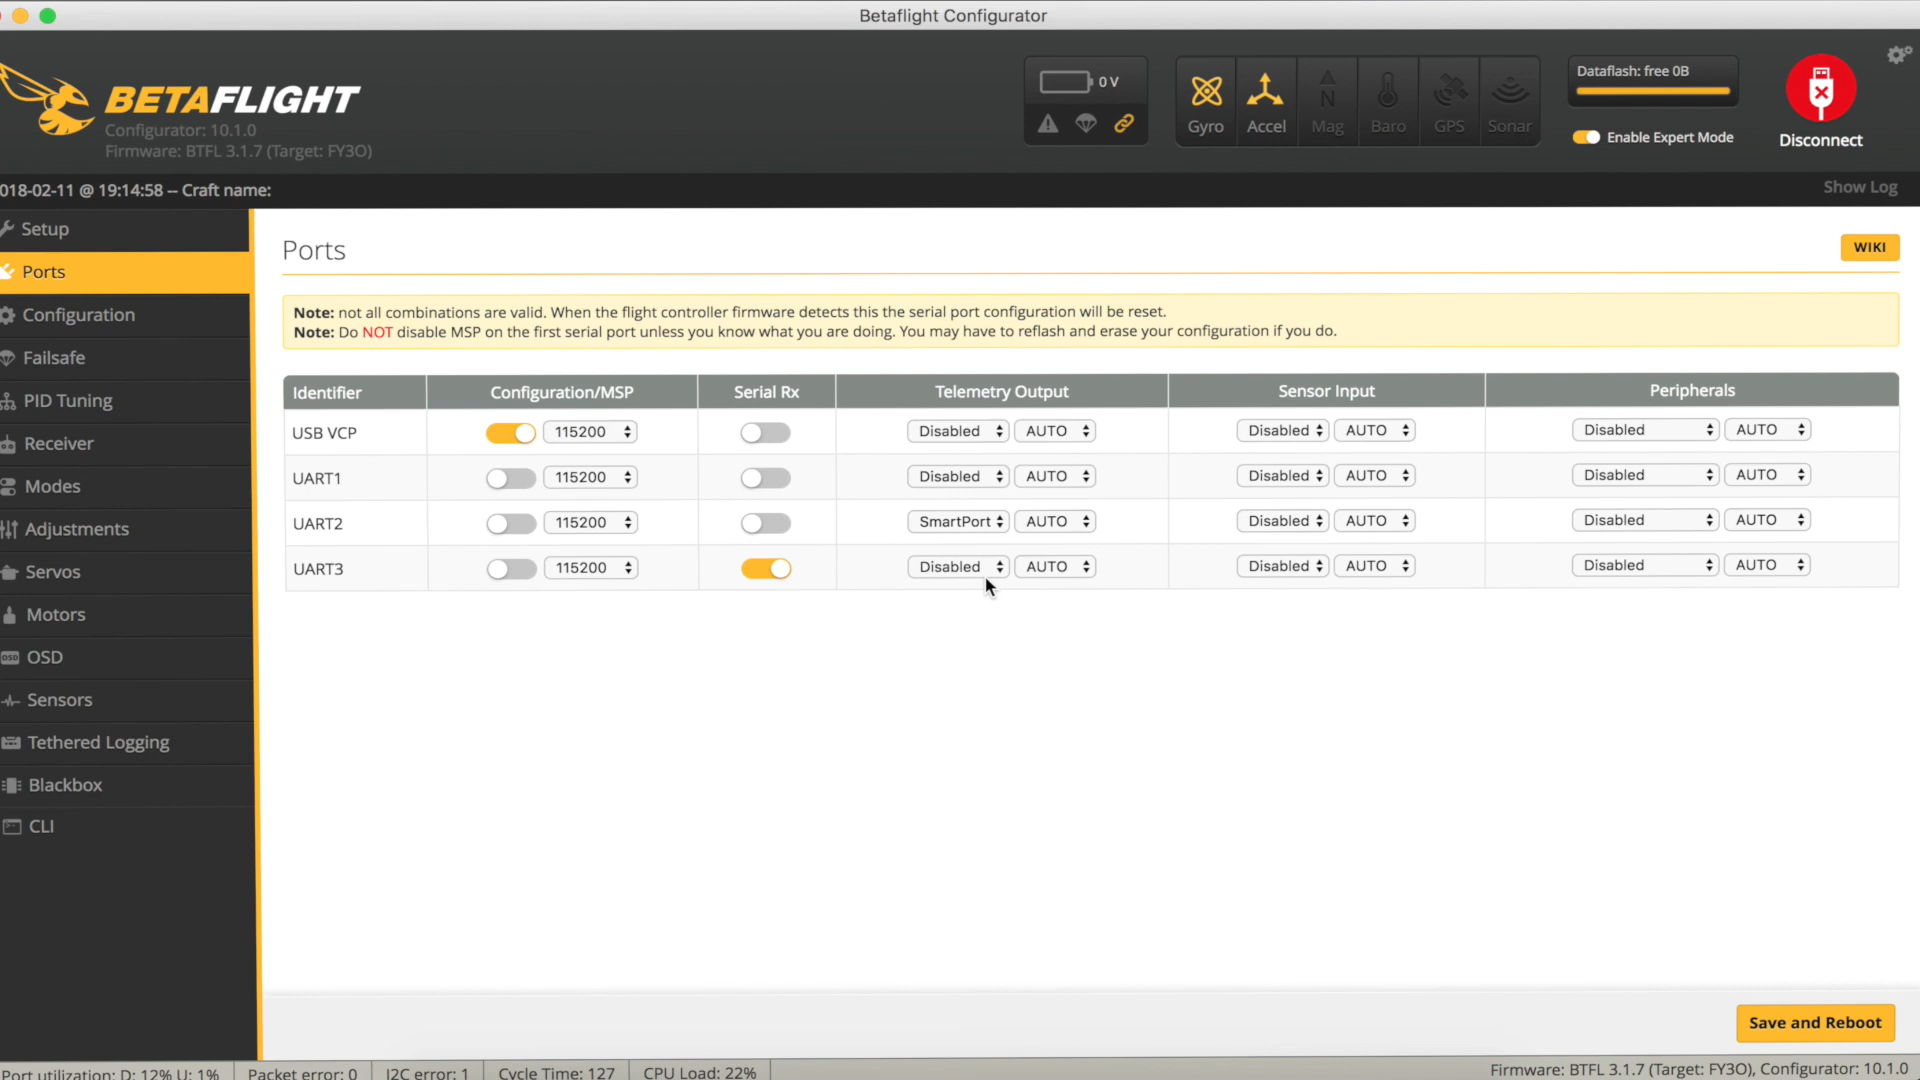 Betaflight Configurator
BETAFLIGHT
Configurator: 10.1.0
Firmware: BTFL 3.1.7 (Target: FY3O)
0 V
Gyro
Accel
N
Mag
Baro
GPS
Sonar
Dataflash: free 0B
Enable Expert Mode
Disconnect
018-02-11 @ 19:14:58 -- Craft name:
Show Log
Setup
Ports
Configuration
Failsafe
PID Tuning
Receiver
Modes
Adjustments
Servos
Motors
OSD OSD
Sensors
Tethered Logging
Blackbox
CLI
Ports
WIKI
Note: not all combinations are valid. When the flight controller firmware detects this the serial port configuration will be reset.
Note: Do NOT disable MSP on the first serial port unless you know what you are doing. You may have to reflash and erase your configuration if you do.
Identifier Configuration/MSP Serial Rx Telemetry Output Sensor Input Peripherals
USB VCP 115200 Disabled AUTO Disabled AUTO Disabled AUTO
UART1 115200 Disabled AUTO Disabled AUTO Disabled AUTO
UART2 115200 SmartPort AUTO Disabled AUTO Disabled AUTO
UART3 115200 Disabled AUTO Disabled AUTO Disabled AUTO
Save and Reboot
Port utilization: D: 12% U: 1% Packet error: 0 I2C error: 1 Cycle Time: 127 CPU Load: 22% Firmware: BTFL 3.1.7 (Target: FY3O), Configurator: 10.1.0